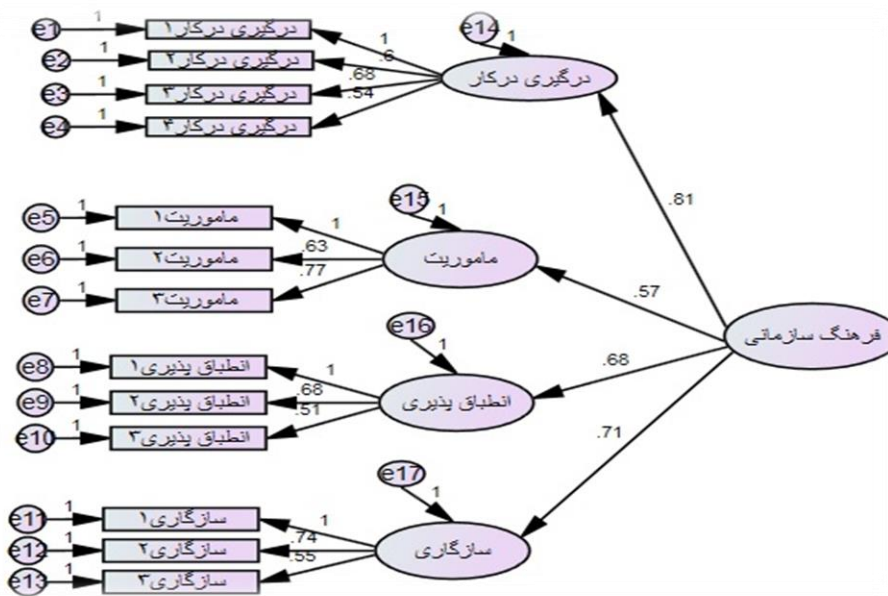 e1
1
درگیری درکار۱
e2
1
درگیری درکار۲
e3
1
درگیری درکار۳
e4
1
درگیری درکار۴
1
.6
.68
.54
e14
1
درگیری درکار
.81
e5
1
ماموریت۱
e6
1
ماموریت۲
e7
1
ماموریت۳
1
.63
.77
e15
1
ماموریت
.57
فرهنگ سازمانی
e8
1
انطباق پذیری۱
e9
1
انطباق پذیری۲
e10
1
انطباق پذیری۳
1
.68
.51
e16
1
انطباق پذیری
.68
e11
1
سازگاری۱
e12
1
سازگاری۲
e13
1
سازگاری۳
1
.74
.55
e17
1
سازگاری
.71